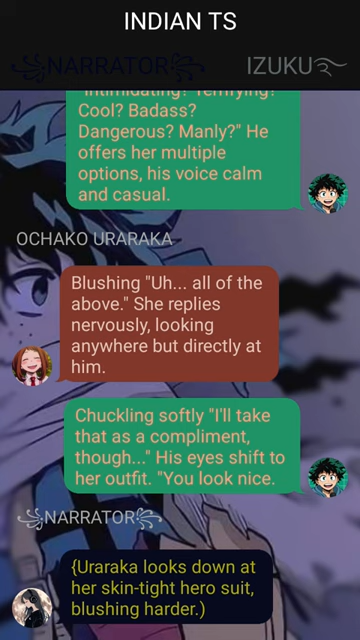 INDIAN TS
꧁NARRATOR꧂
IZUKU
"Intimidating? Terrifying?
Cool? Badass?
Dangerous? Manly?" He
offers her multiple
options, his voice calm
and casual.
OCHAKO URARAKA
Blushing "Uh... all of the
above." She replies
nervously, looking
anywhere but directly at
him.
Chuckling softly "I'll take
that as a compliment,
though..." His eyes shift to
her outfit. "You look nice.
꧁NARRATOR꧂
{Uraraka looks down at
her skin-tight hero suit,
blushing harder.)